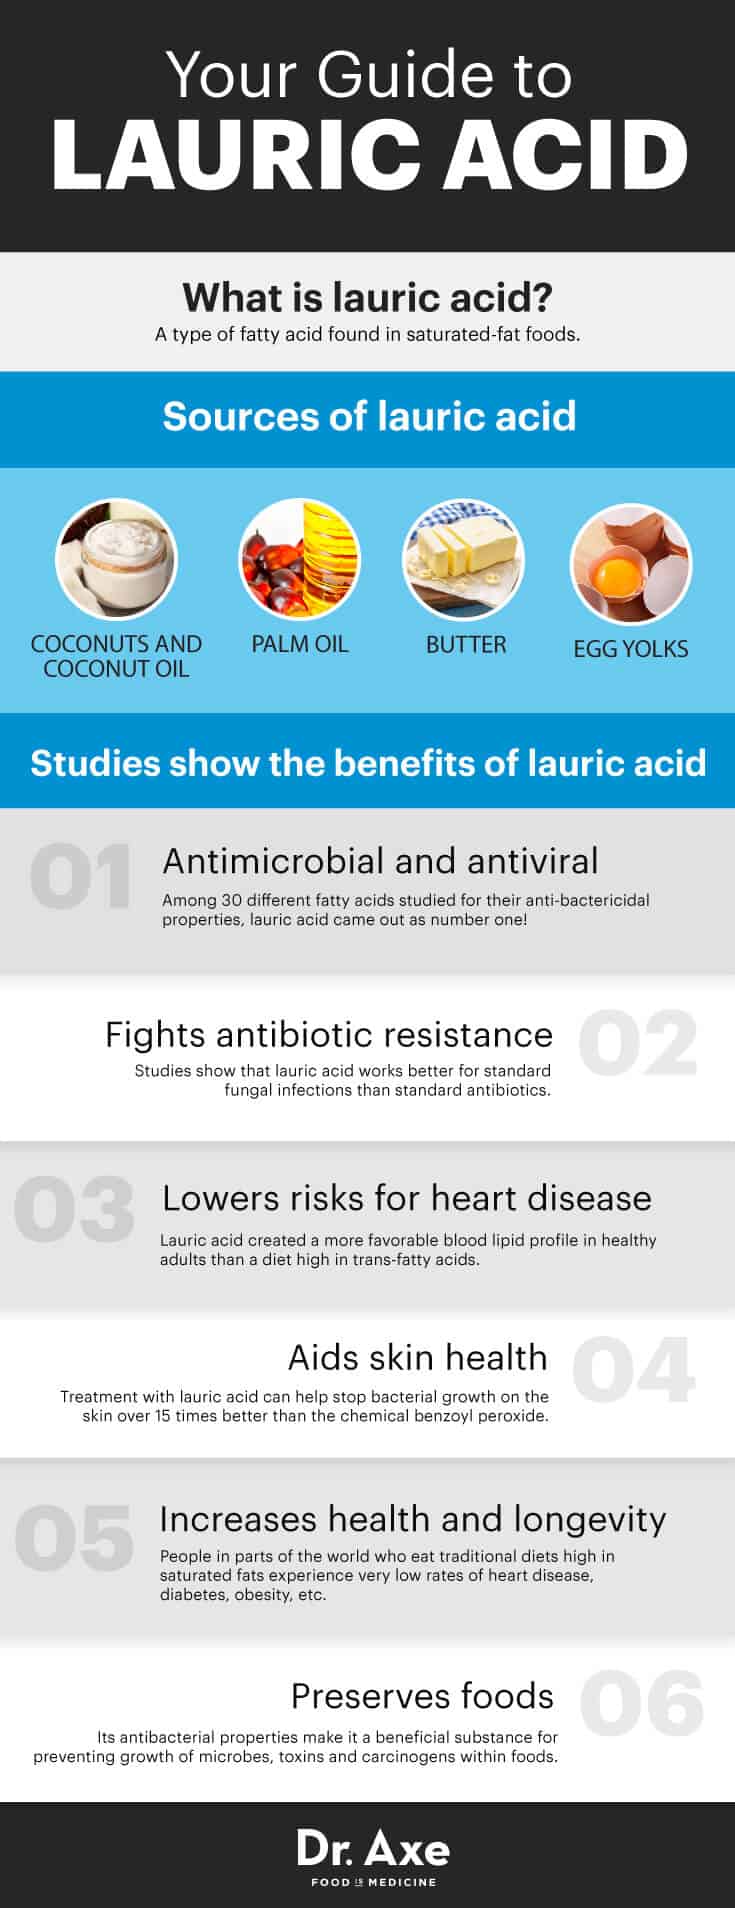 Your Guide to
LAURIC ACID
What is lauric acid?
A type of fatty acid found in saturated-fat foods.
Sources of lauric acid
COCONUTS AND
COCONUT OIL
PALM OIL
BUTTER
EGG YOLKS
Studies show the benefits of lauric acid
01
Antimicrobial and antiviral
Among 30 different fatty acids studied for their anti-bactericidal
properties, lauric acid came out as number one!
Fights antibiotic resistance
02
Studies show that lauric acid works better for standard
fungal infections than standard antibiotics.
03
Lowers risks for heart disease
Lauric acid created a more favorable blood lipid profile in healthy
adults than a diet high in trans-fatty acids.
Aids skin health
04
Treatment with lauric acid can help stop bacterial growth on the
skin over 15 times better than the chemical benzoyl peroxide.
05
Increases health and longevity
People in parts of the world who eat traditional diets high in
saturated fats experience very low rates of heart disease,
diabetes, obesity, etc.
Preserves foods
06
Its antibacterial properties make it a beneficial substance for
preventing growth of microbes, toxins and carcinogens within foods.
Dr. Axe
FOOD IS MEDICINE